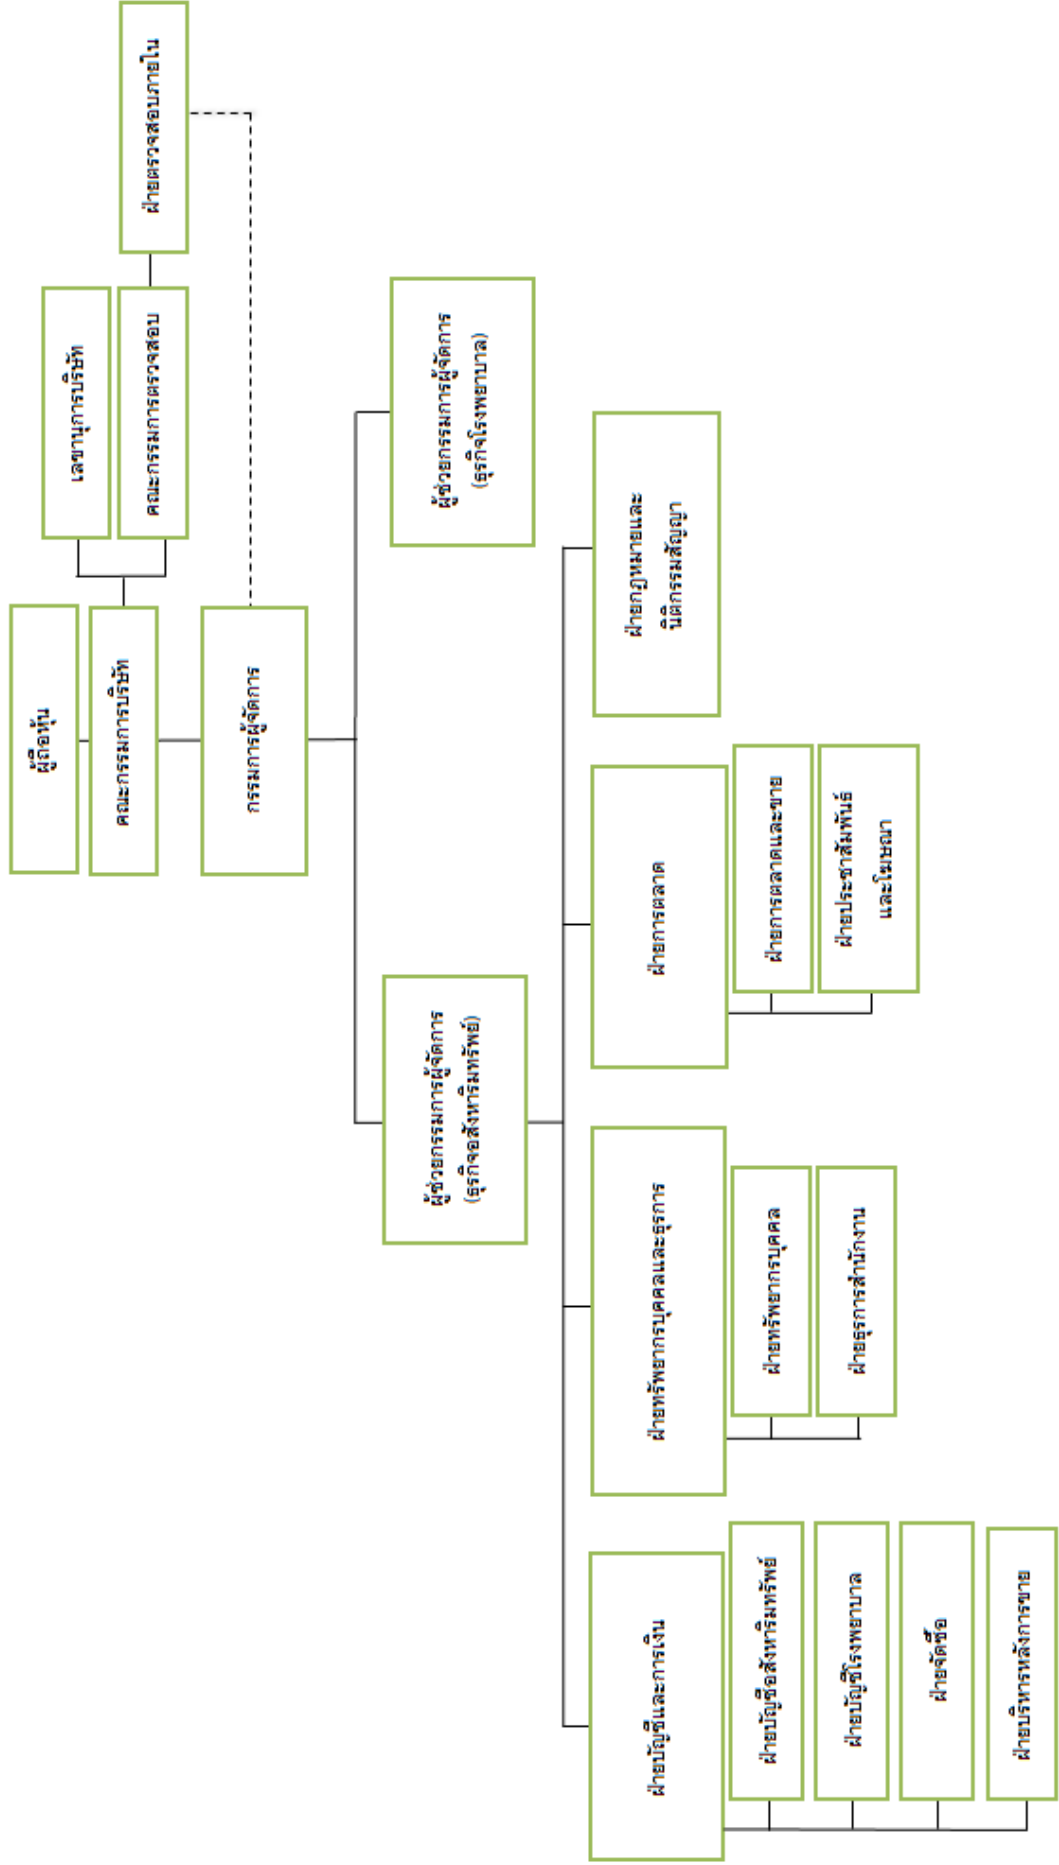 ผู้ถือหุ้น
คณะกรรมการบริษัท
เลขานุการบริษัท
คณะกรรมการตรวจสอบ
ฝ่ายตรวจสอบภายใน
กรรมการผู้จัดการ
ผู้ช่วยกรรมการผู้จัดการ
(ธุรกิจอสังหาริมทรัพย์)
ผู้ช่วยกรรมการผู้จัดการ
(ธุรกิจโรงพยาบาล)
ฝ่ายบัญชีและการเงิน
ฝ่ายบัญชีอสังหาริมทรัพย์
ฝ่ายบัญชีโรงพยาบาล
ฝ่ายจัดซื้อ
ฝ่ายบริหารหลังการขาย
ฝ่ายทรัพยากรบุคคลและธุรการ
ฝ่ายทรัพยากรบุคคล
ฝ่ายธุรการสำนักงาน
ฝ่ายการตลาด
ฝ่ายการตลาดและขาย
ฝ่ายประชาสัมพันธ์
และโฆษณา
ฝ่ายกฎหมายและ
นิติกรรมสัญญา